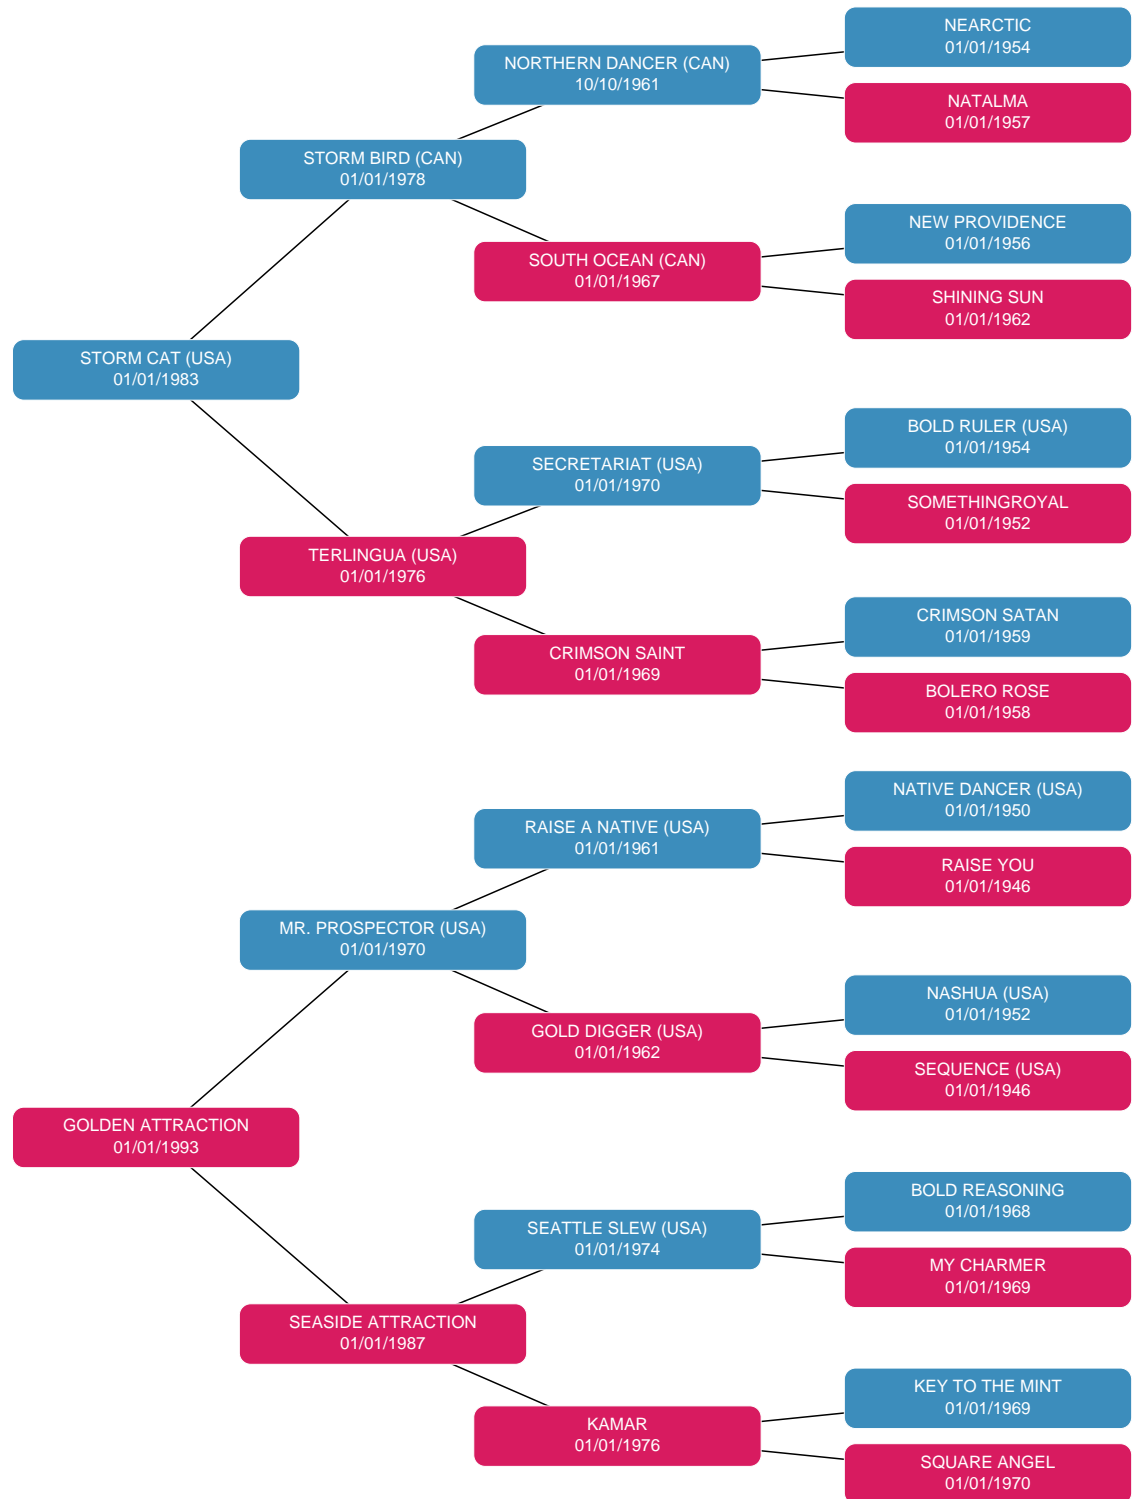 NEARCTIC
01/01/1954
NORTHERN DANCER (CAN)
10/10/1961
NATALMA
01/01/1957
STORM BIRD (CAN)
01/01/1978
NEW PROVIDENCE
01/01/1956
SOUTH OCEAN (CAN)
01/01/1967
SHINING SUN
01/01/1962
STORM CAT (USA)
01/01/1983
BOLD RULER (USA)
01/01/1954
SECRETARIAT (USA)
01/01/1970
SOMETHINGROYAL
01/01/1952
TERLINGUA (USA)
01/01/1976
CRIMSON SATAN
01/01/1959
CRIMSON SAINT
01/01/1969
BOLERO ROSE
01/01/1958
NATIVE DANCER (USA)
01/01/1950
RAISE A NATIVE (USA)
01/01/1961
RAISE YOU
01/01/1946
MR. PROSPECTOR (USA)
01/01/1970
NASHUA (USA)
01/01/1952
GOLD DIGGER (USA)
01/01/1962
SEQUENCE (USA)
01/01/1946
GOLDEN ATTRACTION
01/01/1993
BOLD REASONING
01/01/1968
SEATTLE SLEW (USA)
01/01/1974
MY CHARMER
01/01/1969
SEASIDE ATTRACTION
01/01/1987
KEY TO THE MINT
01/01/1969
KAMAR
01/01/1976
SQUARE ANGEL
01/01/1970